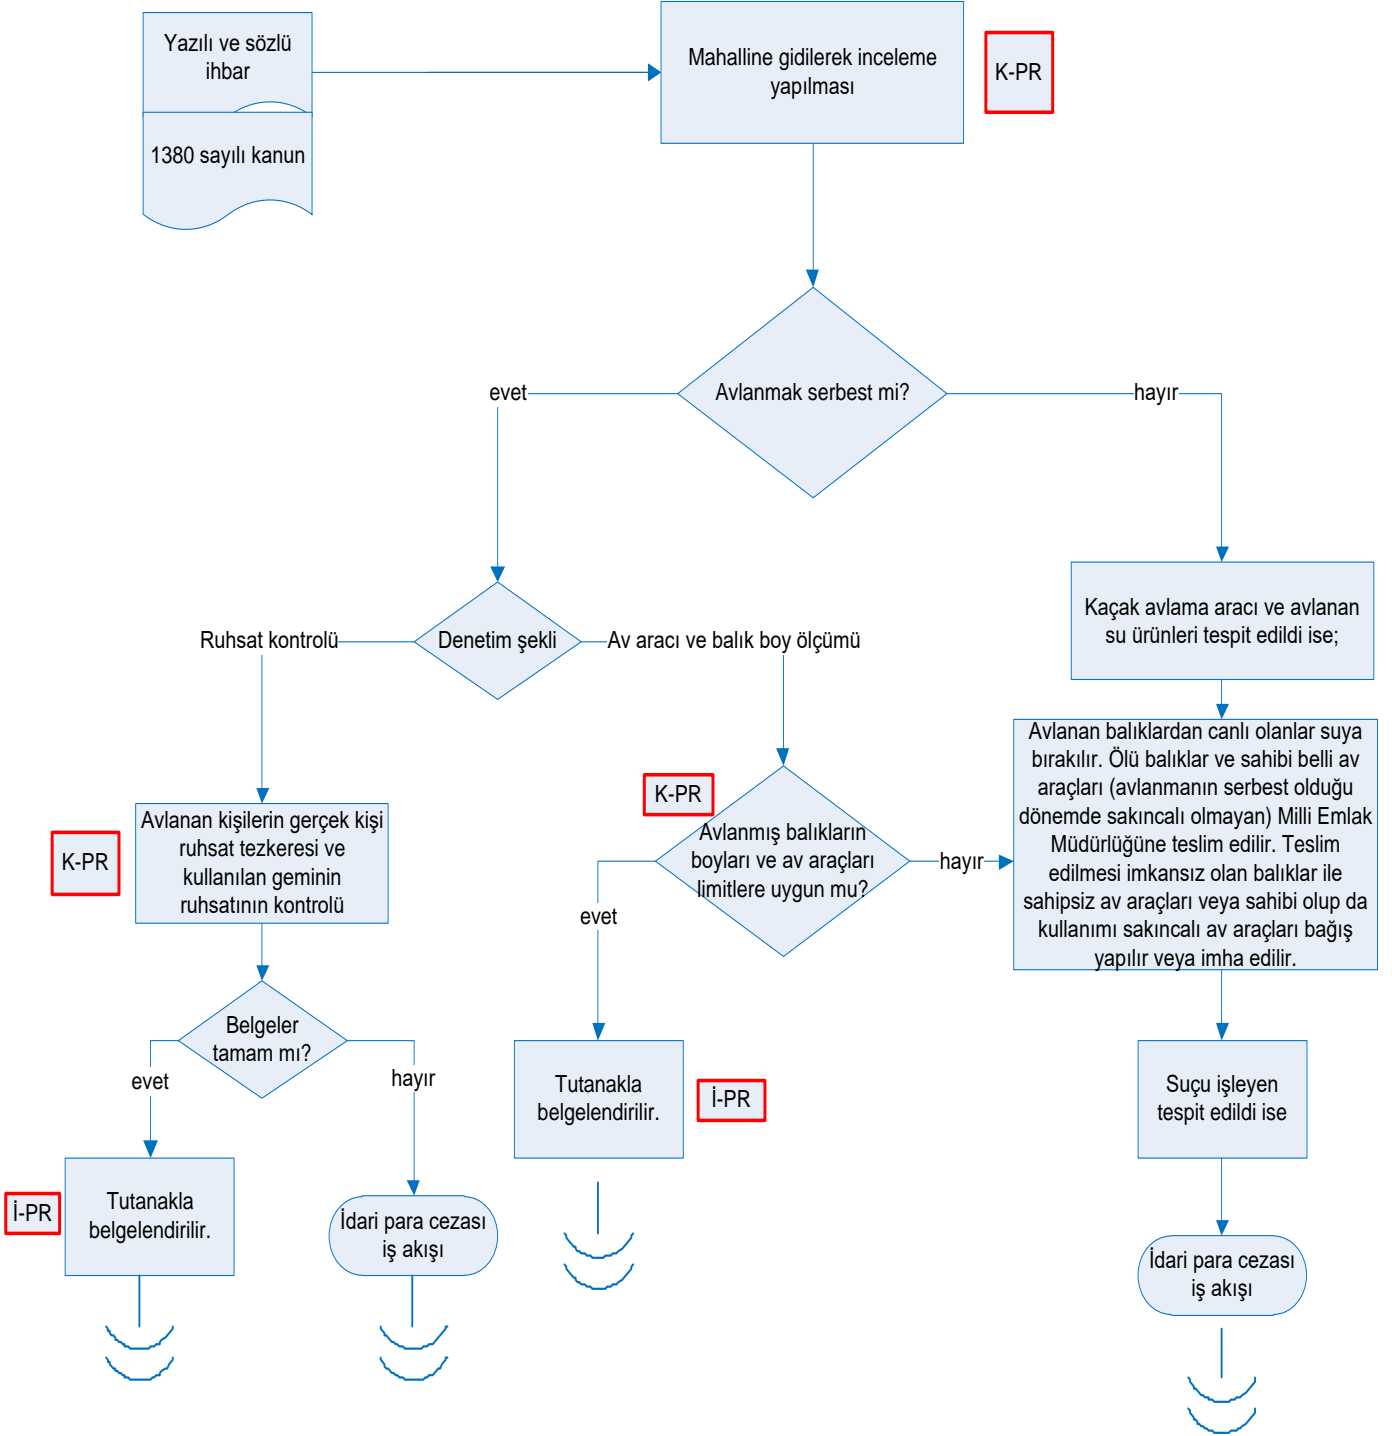 Yazılı ve sözlü
ihbar
1380 sayılı kanun
Mahalline gidilerek inceleme
yapılması
K-PR
Avlanmak serbest mi?
evet
hayır
Denetim şekli
Ruhsat kontrolü
Av aracı ve balık boy ölçümü
Kaçak avlama aracı ve avlanan
su ürünleri tespit edildi ise;
Avlanan balıklardan canlı olanlar suya
bırakılır. Ölü balıklar ve sahibi belli av
araçları (avlanmanın serbest olduğu
dönemde sakıncalı olmayan) Milli Emlak
Müdürlüğüne teslim edilir. Teslim
edilmesi imkansız olan balıklar ile
sahipsiz av araçları veya sahibi olup da
kullanımı sakıncalı av araçları bağış
yapılır veya imha edilir.
K-PR
Avlanmış balıkların
boyları ve av araçları
limitlere uygun mu?
hayır
evet
K-PR
Avlanan kişilerin gerçek kişi
ruhsat tezkeresi ve
kullanılan geminin
ruhsatının kontrolü
Belgeler
tamam mı?
evet
hayır
Tutanakla
belgelendirilir.
İ-PR
Suçu işleyen
tespit edildi ise
İ-PR
Tutanakla
belgelendirilir.
İdari para cezası
iş akışı
İdari para cezası
iş akışı